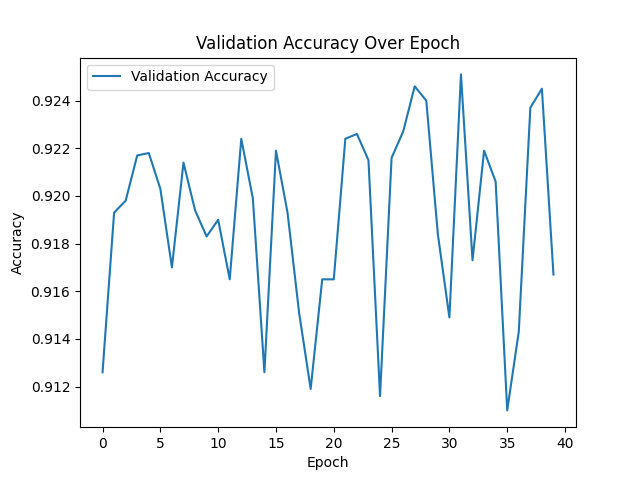 Validation Accuracy Over Epoch
Validation Accuracy
0.924
0.922
0.920
0.918
0.916
0.914
0.912
Accuracy
0 5 10 15 20 25 30 35 40
Epoch